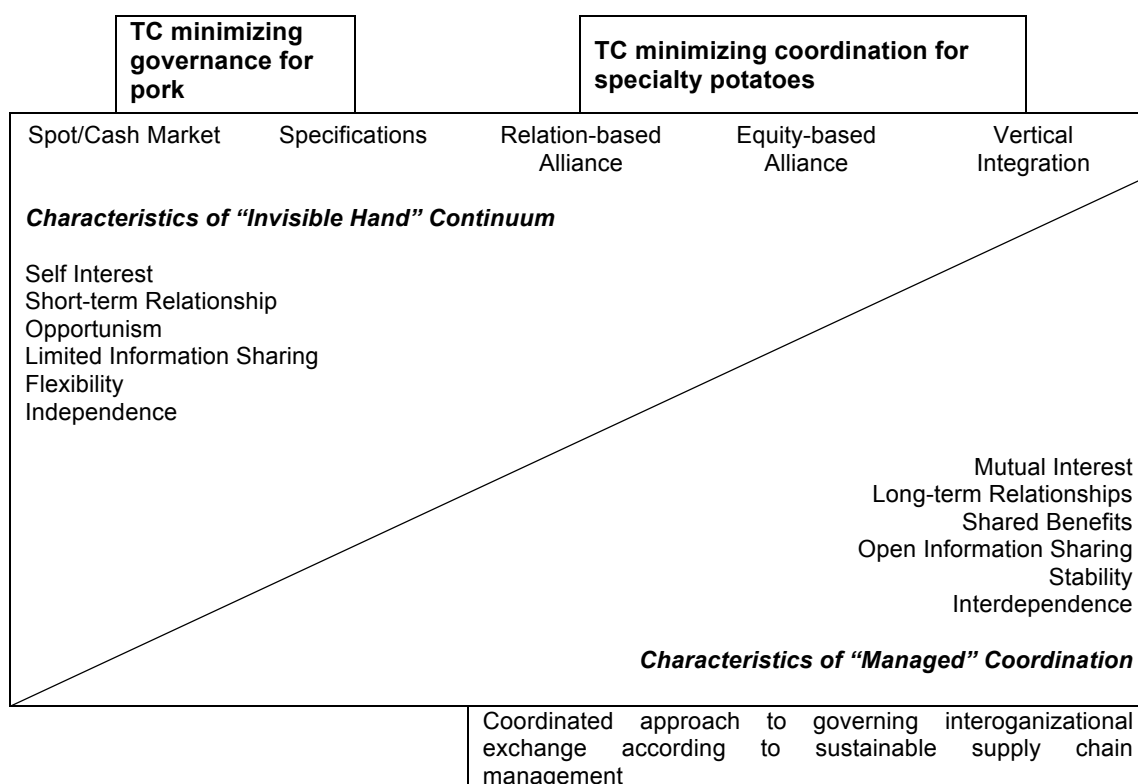 TC minimizing
governance for
pork
TC minimizing coordination for
specialty potatoes
Spot/Cash Market
Specifications
Relation-based
Alliance
Equity-based
Alliance
Vertical
Integration
Characteristics of “Invisible Hand” Continuum
Self Interest
Short-term Relationship
Opportunism
Limited Information Sharing
Flexibility
Independence
Mutual Interest
Long-term Relationships
Shared Benefits
Open Information Sharing
Stability
Interdependence
Characteristics of “Managed” Coordination
Coordinated approach to governing interoganizational
exchange according to sustainable supply chain
management